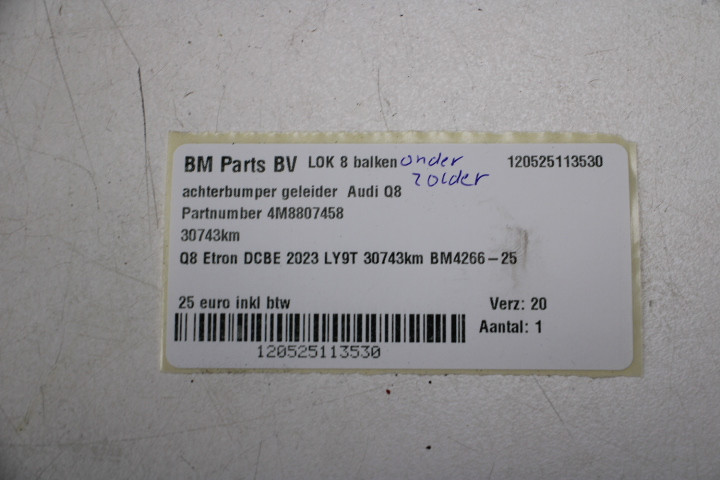 BM Parts BV LOK 8 balken onder 120525113530
zolder
achterbumper geleider Audi Q8
Partnumber 4M8807458
30743km
Q8 Etron DCBE 2023 LY9T 30743km BM4266-25
25 euro inkl btw Verz: 20
Aantal: 1
120525113530